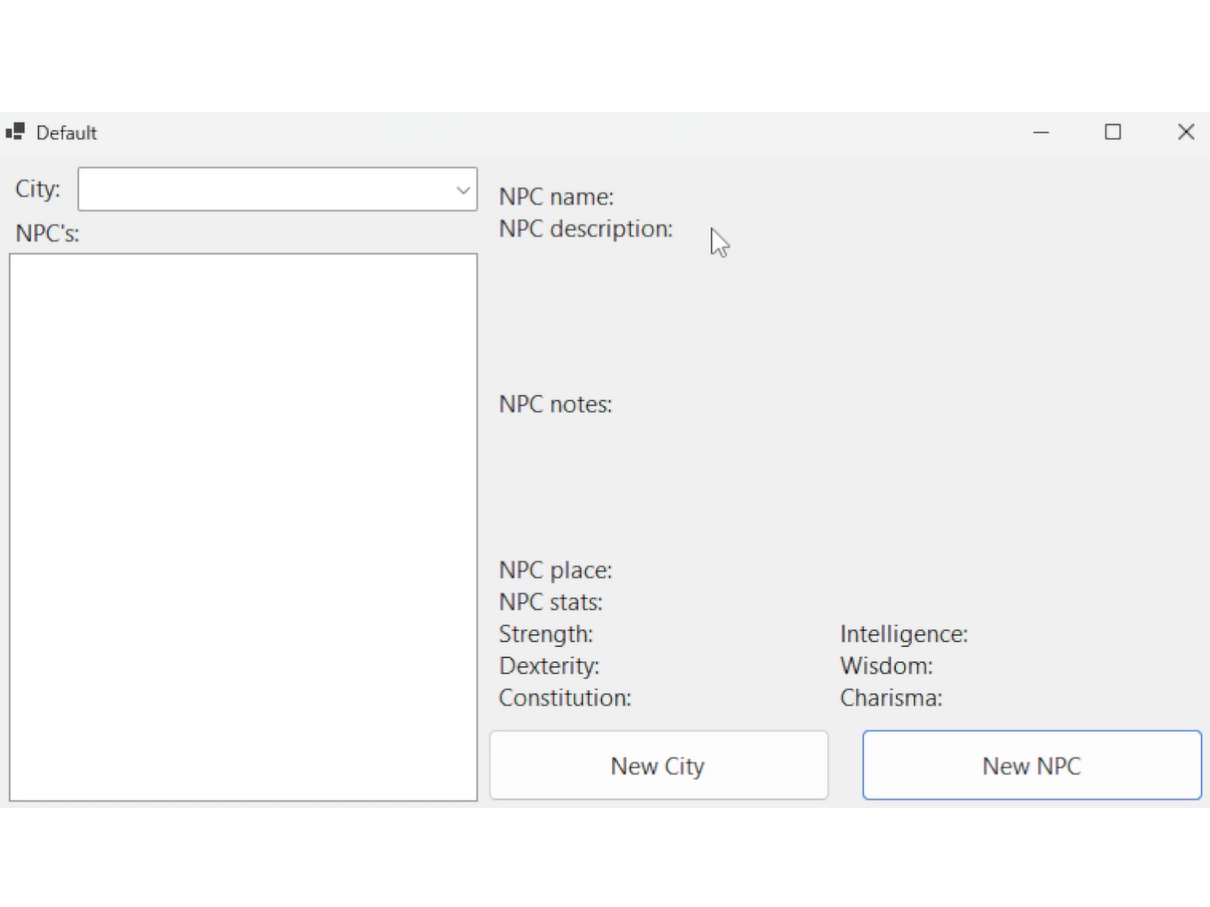 Default
City:
NPC's:
NPC name:
NPC description:
NPC notes:
NPC place:
NPC stats:
Strength:
Intelligence:
Dexterity:
Wisdom:
Constitution:
Charisma:
New City
New NPC